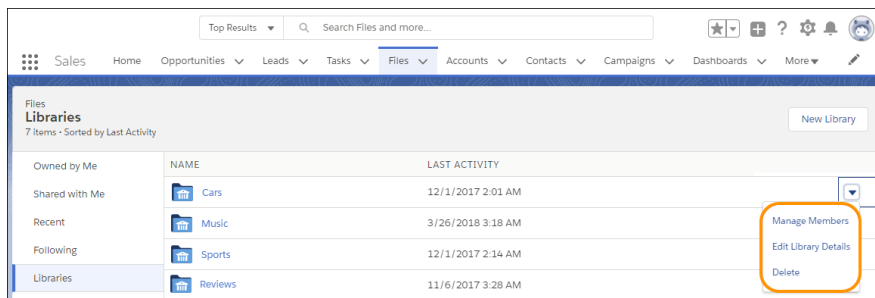 Top Results Search Files and more...
Sales Home Opportunities Leads Tasks Files Accounts Contacts Campaigns Dashboards More
Files
Libraries
7 items • Sorted by Last Activity
New Library
Owned by Me
Shared with Me
Recent
Following
Libraries
NAME LAST ACTIVITY
Cars 12/1/2017 2:01 AM
Music 3/26/2018 3:18 AM
Sports 12/1/2017 2:14 AM
Reviews 11/6/2017 3:28 AM
Manage Members
Edit Library Details
Delete